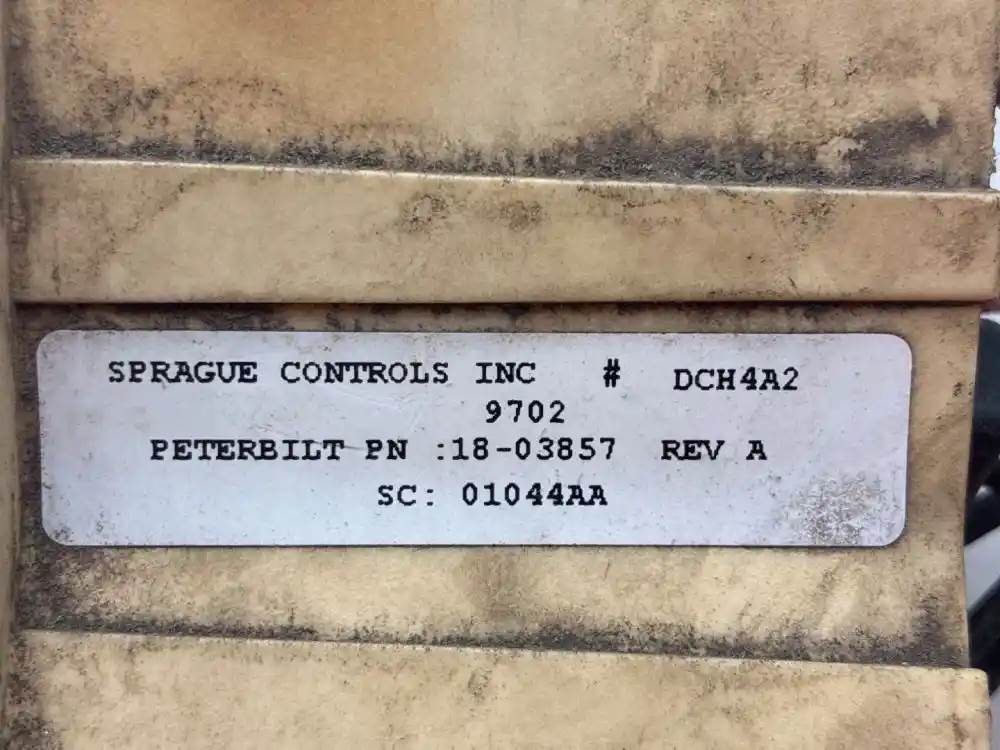 SPRAGUE CONTROLS INC # DCH4A2
9702
PETERBILT PN :18-03857 REV A
SC: 01044AA